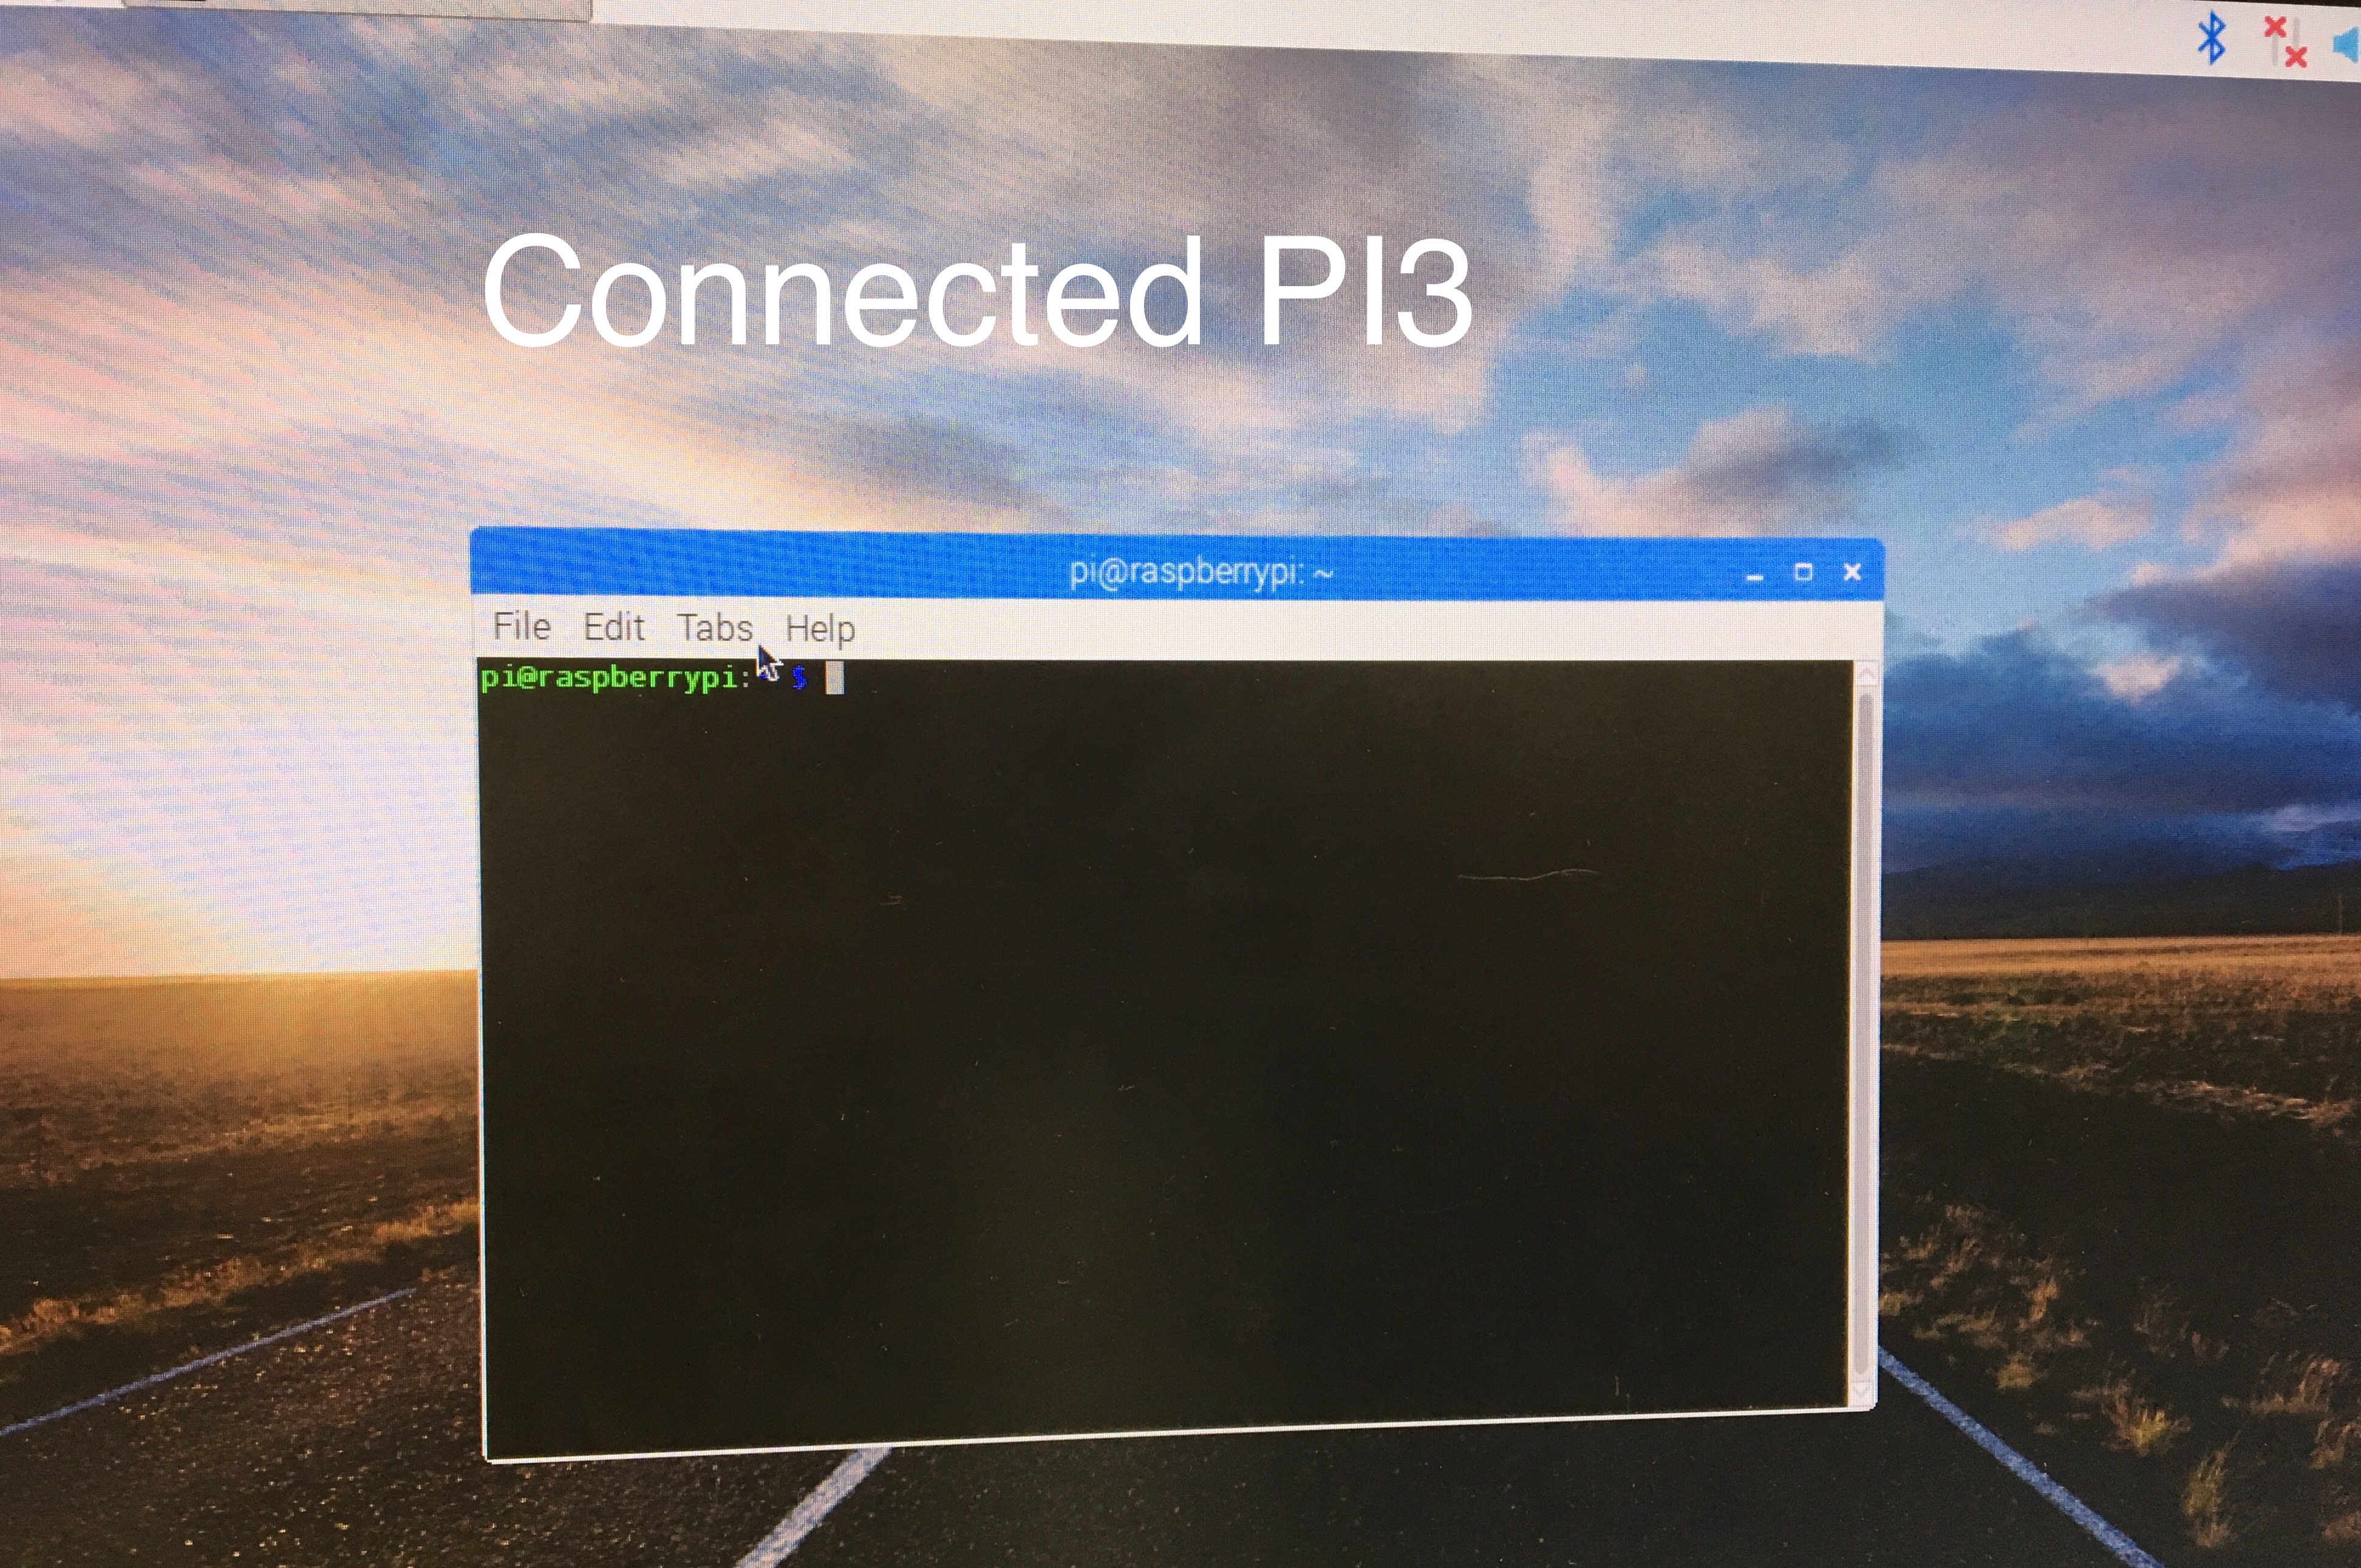 Connected PI3
pi@raspberrypi: ~
File Edit Tabs Help
pi@raspberrypi: $